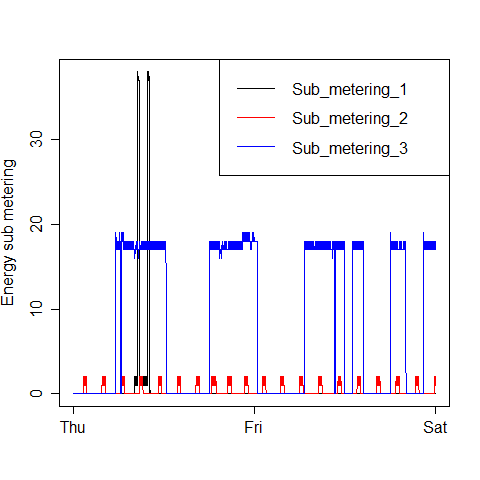 Sub_metering_1
Sub_metering_2
Sub_metering_3
Energy sub metering
30
20
10
0
Thu Fri Sat